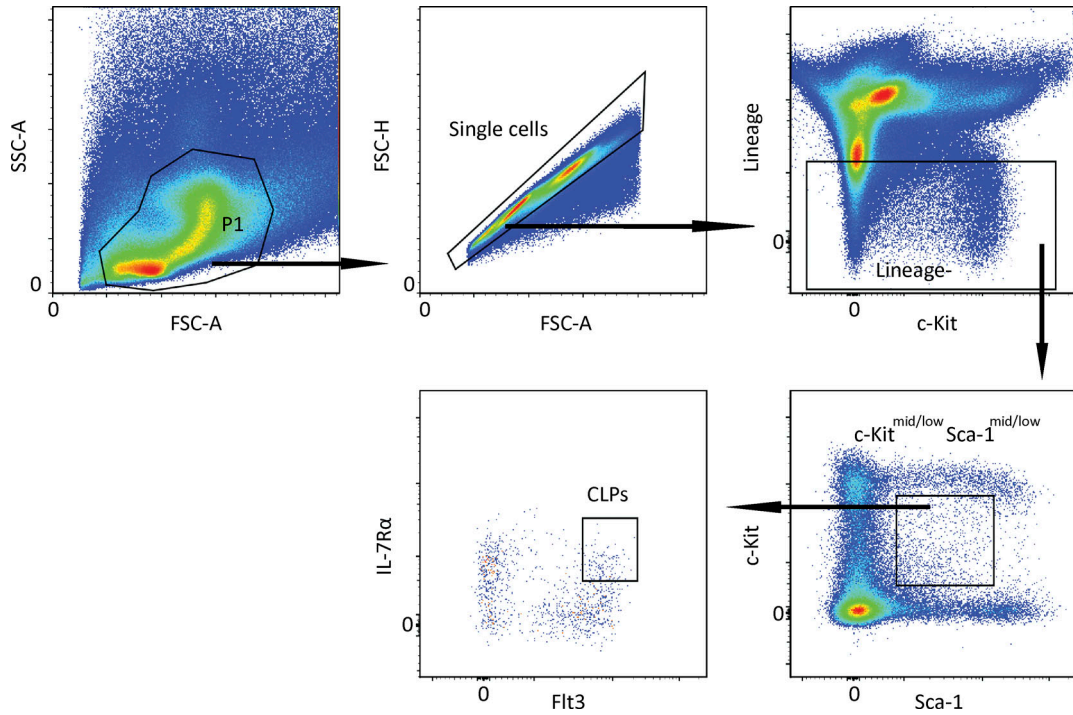 SSC-A
P1
0
0
FSC-A
FSC-H
Single cells
0
0
FSC-A
Lineage
0
Lineage-
0
c-Kit
IL-7Rα
CLPs
0
0
Flt3
c-Kit mid/low Sca-1 mid/low
c-Kit
0
0
Sca-1